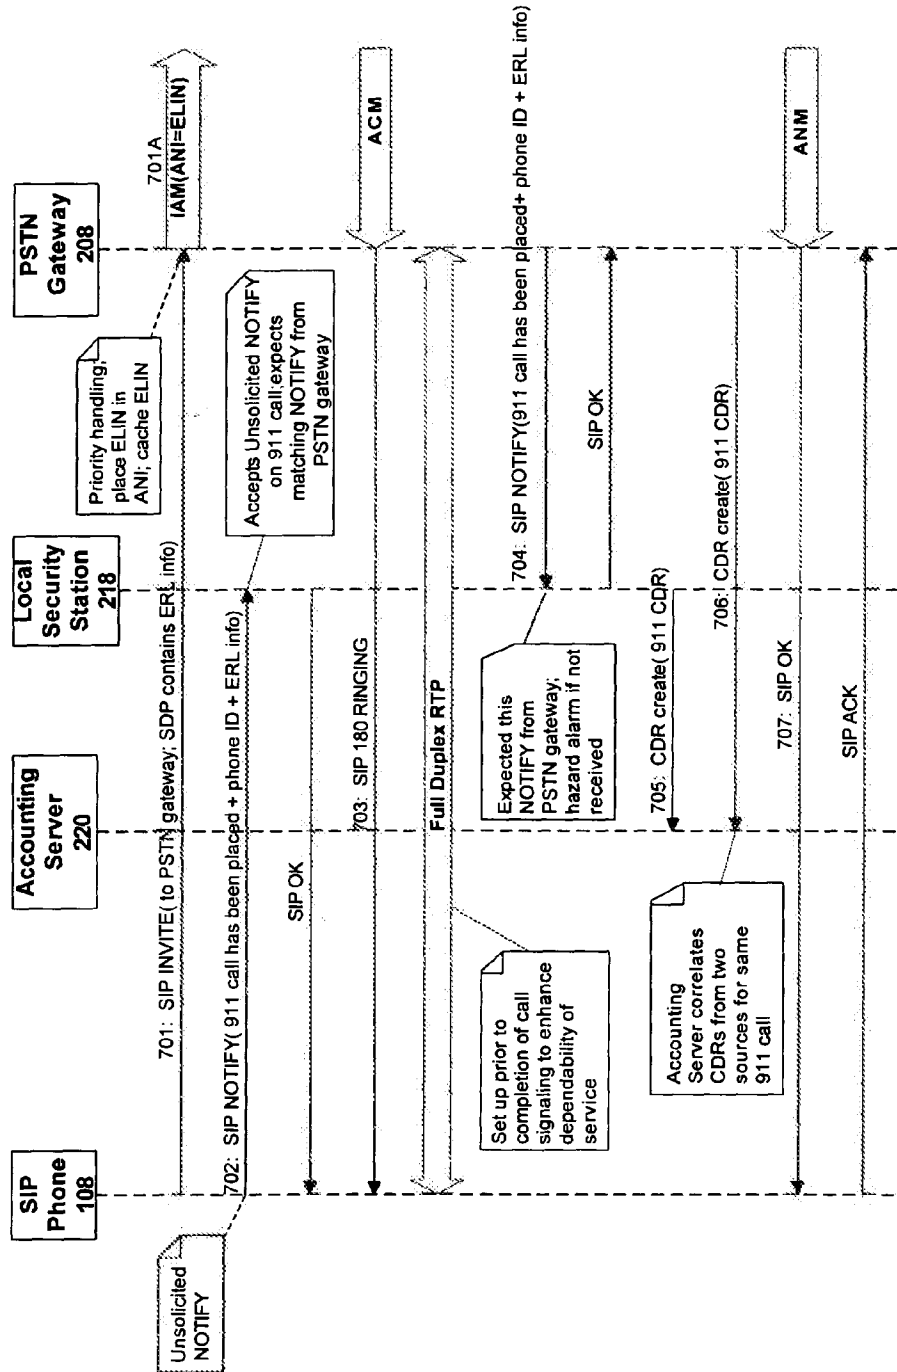 SIP
Phone
108
Accounting
Server
220
Local
Security
Station
218
PSTN
Gateway
208
701: SIP INVITE( to PSTN gateway; SDP contains ERL info)
Priority handling;
place ELIN in
ANI; cache ELIN
701A
IAM(ANI=ELIN)
Unsolicited
NOTIFY
702: SIP NOTIFY( 911 call has been placed + phone ID + ERL info)
Accepts Unsolicited NOTIFY
on 911 call;expects
matching NOTIFY from
PSTN gateway
SIP OK
703: SIP 180 RINGING
ACM
Full Duplex RTP
Set up prior to
completion of call
signaling to enhance
dependability of
service
704: SIP NOTIFY(911 call has been placed+ phone ID + ERL info)
Expected this
NOTIFY from
PSTN gateway;
hazard alarm if not
received
SIP OK
705: CDR create( 911 CDR)
706: CDR create( 911 CDR)
Accounting
Server correlates
CDRs from two
sources for same
911 call
707: SIP OK
ANM
SIP ACK